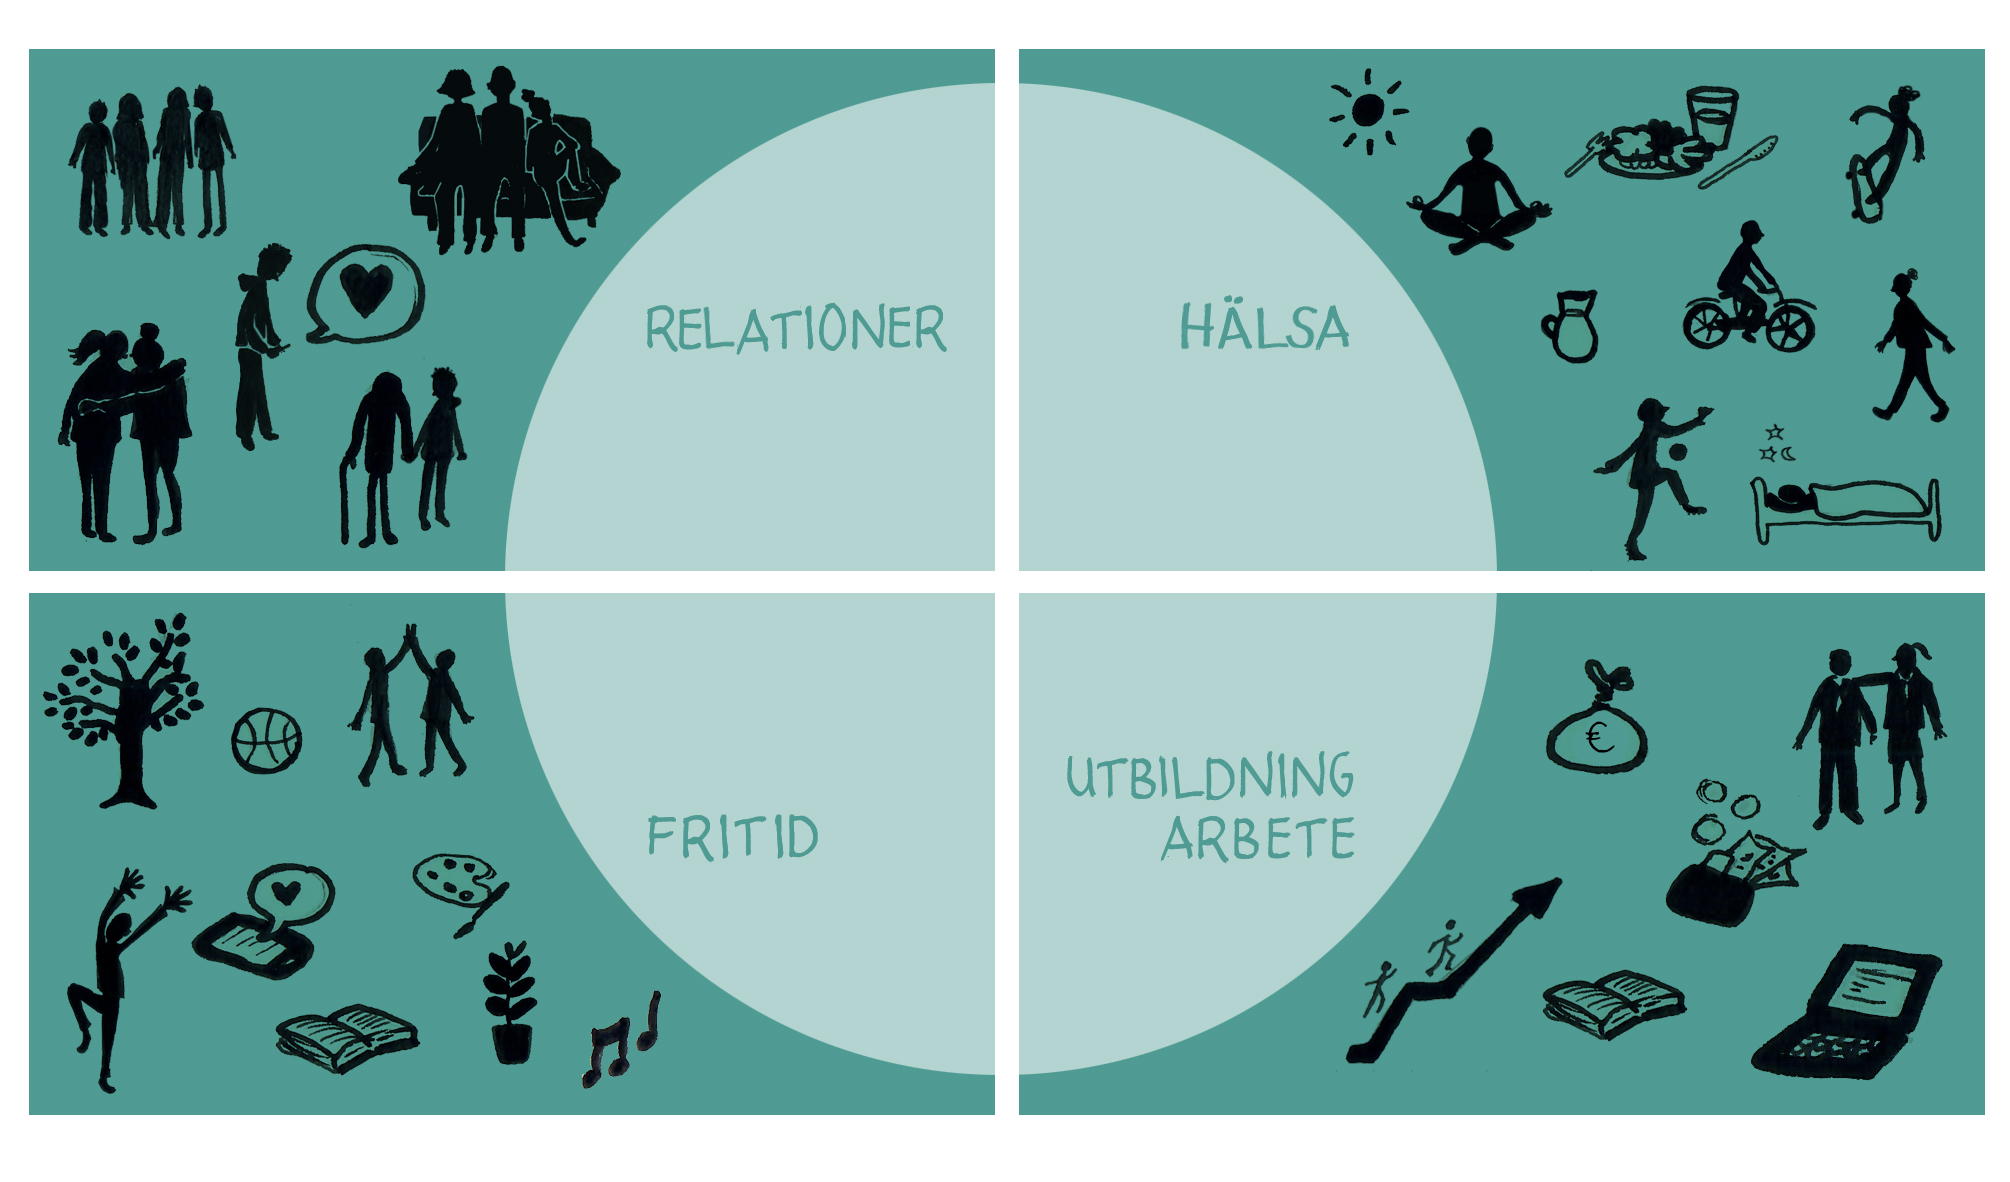 RELATIONER
HÄLSA
FRITID
UTBILDNING
ARBETE
€